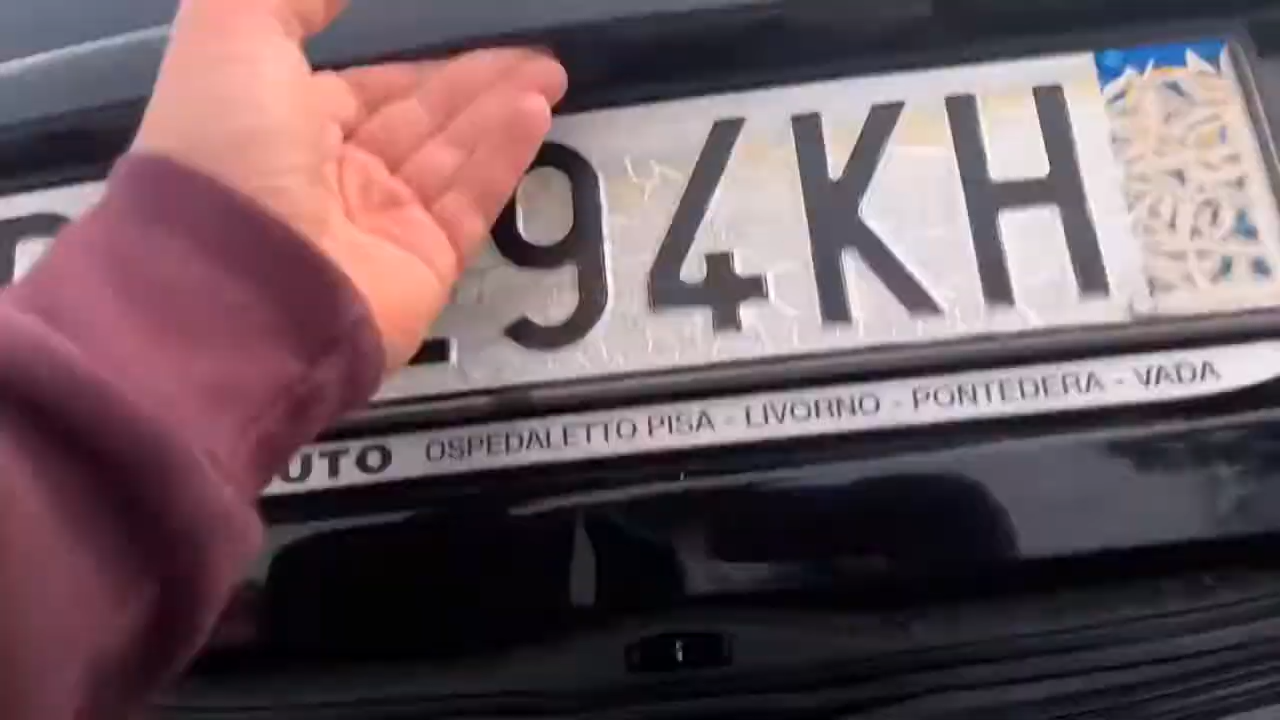 94KH
UTO OSPEDALETTO PISA - LIVORNO - PONTEDERA - VADA